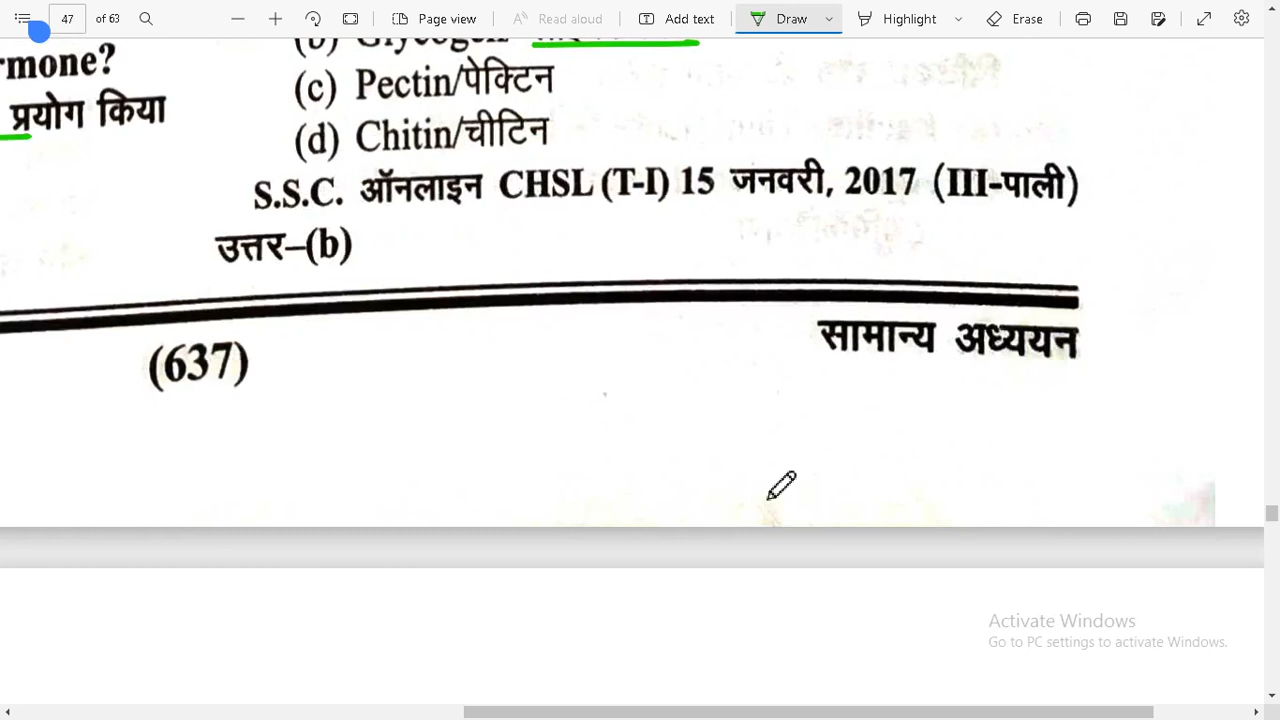 47 of 63 Page view Read aloud Add text Draw Highlight Erase
(b) Glycogen
rmone?
(c) Pectin/पेक्टिन
प्रयोग किया
(d) Chitin/चीटिन
S.S.C. ऑनलाइन CHSL (T-I) 15 जनवरी, 2017 (III-पाली)
उत्तर–(b)
(637)
सामान्य अध्ययन
Activate Windows
Go to PC settings to activate Windows.